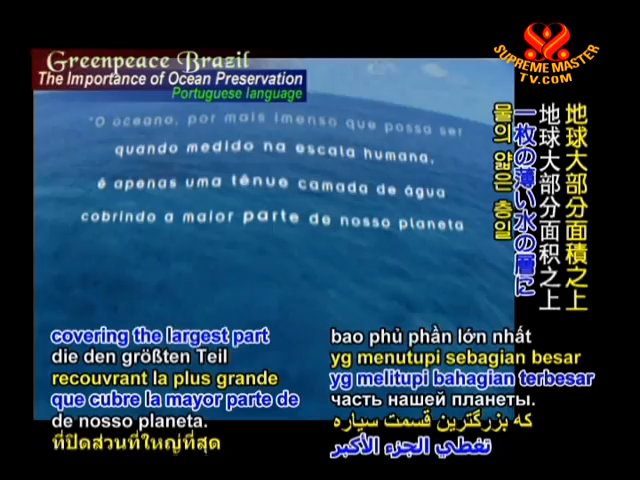 Greenpeace Brazil
The Importance of Ocean Preservation
Portuguese language
SUPREME MASTER
TV.COM
"O oceano, por mais imenso que possa ser
quando medido na escala humana,
é apenas uma tênue camada de água
cobrindo a maior parte de nosso planeta
地球大部分面積之上
地球大部分面积之上
一枚の薄い水の層に
물의 얇은 층일
covering the largest part
die den größten Teil
recouvrant la plus grande
que cubre la mayor parte de
de nosso planeta.
ที่ปิดส่วนที่ใหญ่ที่สุด
bao phủ phần lớn nhất
yg menutupi sebagian besar
yg melitupi bahagian terbesar
часть нашей планеты.
که بزرگترین قسمت سیاره
تغطي الجزء الأكبر